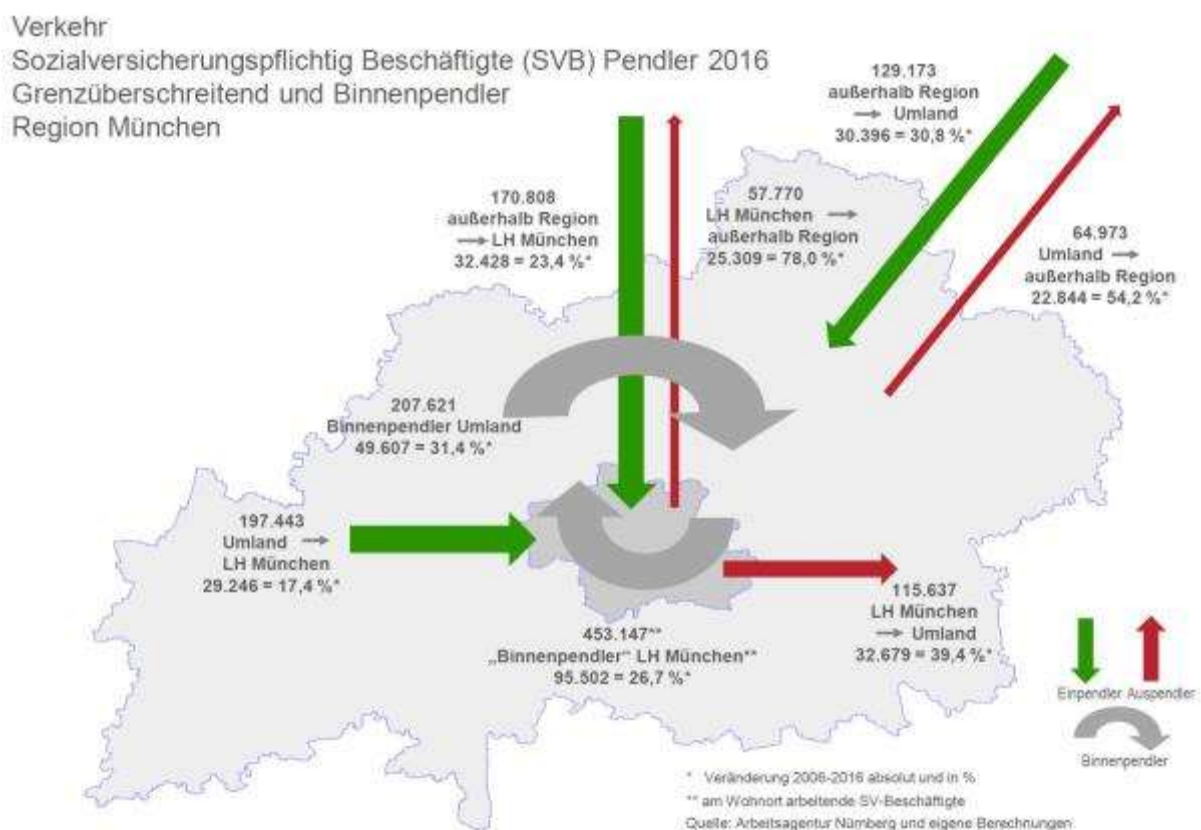 Verkehr
Sozialversicherungspflichtig Beschäftigte (SVB) Pendler 2016
Grenzüberschreitend und Binnenpendler
Region München
129.173
außerhalb Region
→ Umland
30.396 = 30,8 %*
170.808
außerhalb Region
→ LH München
32.428 = 23,4 %*
57.770
LH München →
außerhalb Region
25.309 = 78,0 %*
64.973
Umland →
außerhalb Region
22.844 = 54,2 %*
207.621
Binnenpendler Umland
49.607 = 31,4 %*
197.443
Umland →
LH München
29.246 = 17,4 %*
115.637
LH München
→ Umland
32.679 = 39,4 %*
453.147**
„Binnenpendler“ LH München**
95.502 = 26,7 %*
Einpendler Auspendler
Binnenpendler
* Veränderung 2006-2016 absolut und in %
** am Wohnort arbeitende SV-Beschäftigte
Quelle: Arbeitsagentur Nürnberg und eigene Berechnungen